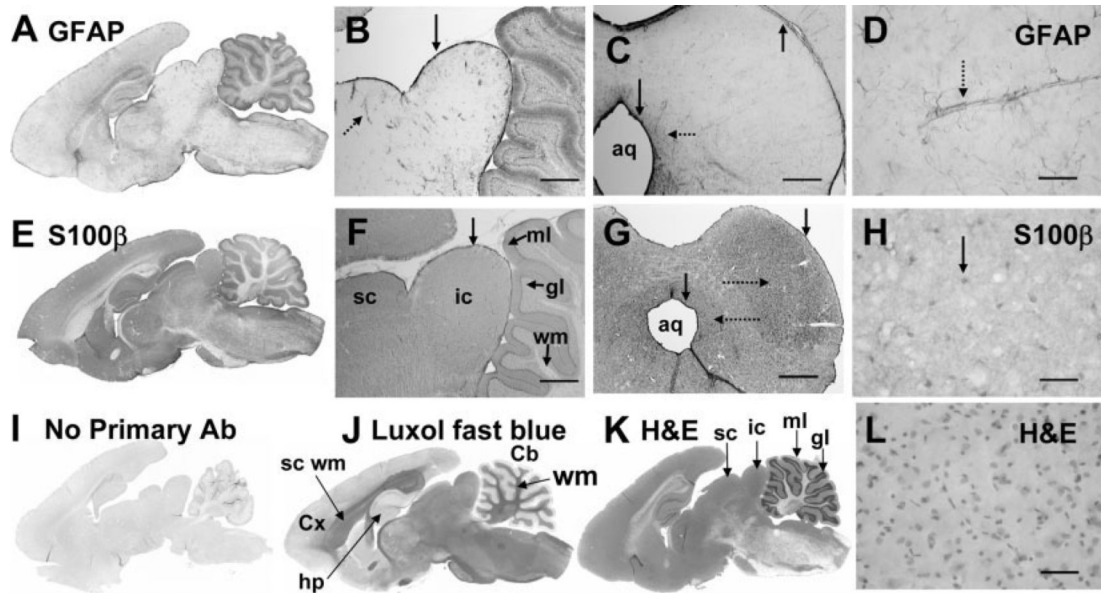 A GFAP
B
C
aq
D
GFAP
E S100β
F
sc
ic
ml
gl
wm
G
aq
H
S100β
I No Primary Ab
J Luxol fast blue
Cb
sc wm
wm
Cx
hp
K H&E
sc
ic
ml
gl
L
H&E